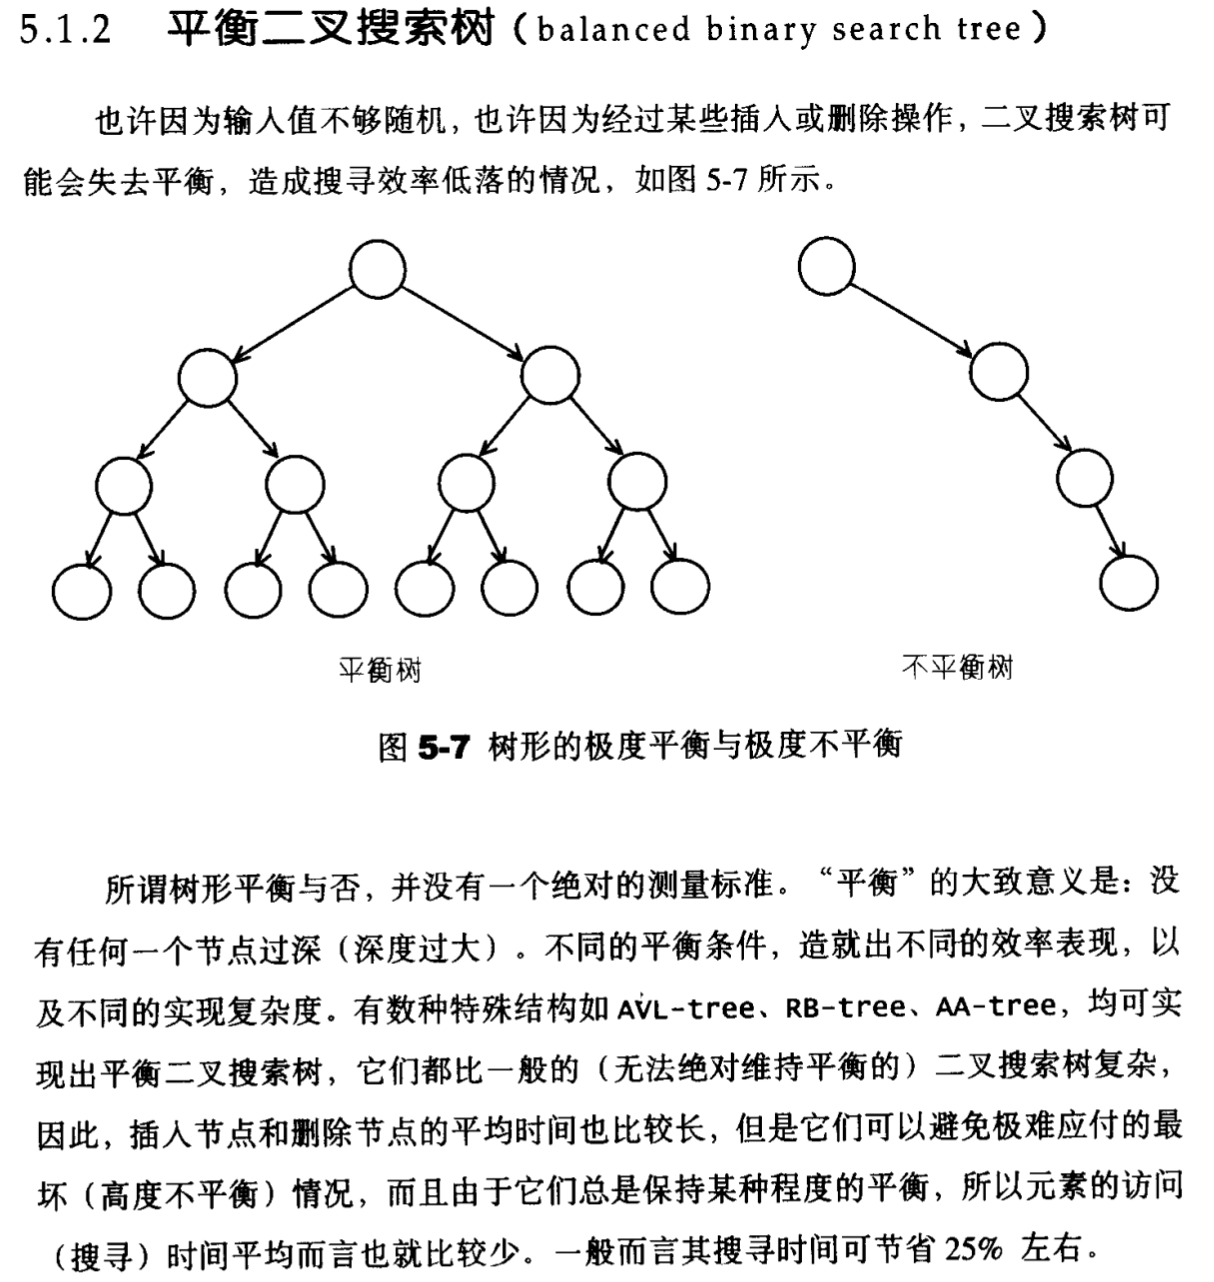 5.1.2 平衡二叉搜索树（balanced binary search tree）
也许因为输入值不够随机，也许因为经过某些插入或删除操作，二叉搜索树可
能会失去平衡，造成搜寻效率低落的情况，如图 5-7 所示。
平衡树
不平衡树
图 5-7 树形的极度平衡与极度不平衡
所谓树形平衡与否，并没有一个绝对的测量标准。“平衡”的大致意义是：没
有任何一个节点过深（深度过大）。不同的平衡条件，造就出不同的效率表现，以
及不同的实现复杂度。有数种特殊结构如 AVL-tree、RB-tree、AA-tree，均可实
现出平衡二叉搜索树，它们都比一般的（无法绝对维持平衡的）二叉搜索树复杂，
因此，插入节点和删除节点的平均时间也比较长，但是它们可以避免极难应付的最
坏（高度不平衡）情况，而且由于它们总是保持某种程度的平衡，所以元素的访问
（搜寻）时间平均而言也就比较少。一般而言其搜寻时间可节省 25% 左右。